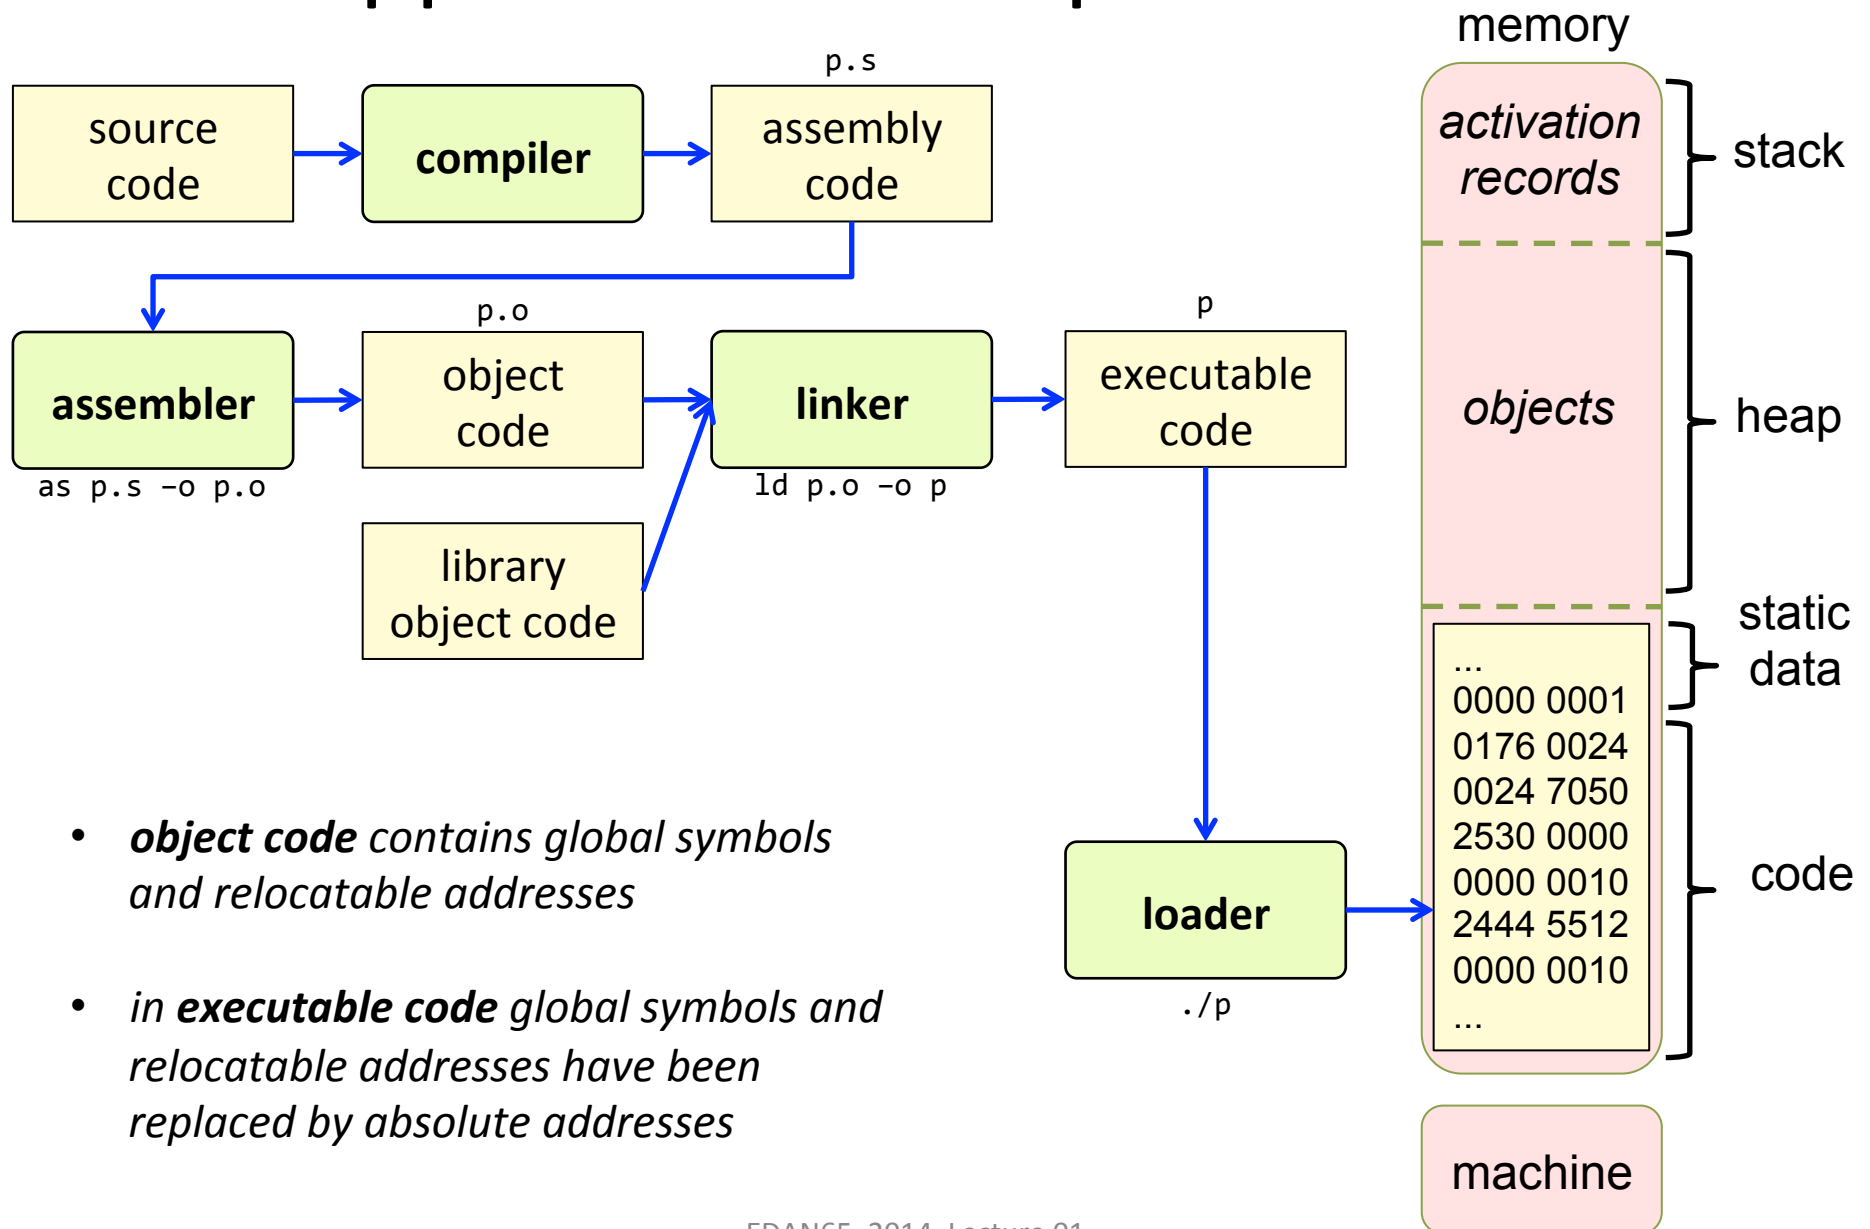 memory
p.s
source
code
compiler
assembly
code
activation
records
stack
p.o
p
assembler
object
code
linker
executable
code
objects
heap
as p.s -o p.o
ld p.o -o p
library
object code
static
data
...
0000 0001
0176 0024
0024 7050
2530 0000
0000 0010
2444 5512
0000 0010
...
code
• object code contains global symbols
and relocatable addresses
loader
./p
• in executable code global symbols and
relocatable addresses have been
replaced by absolute addresses
machine